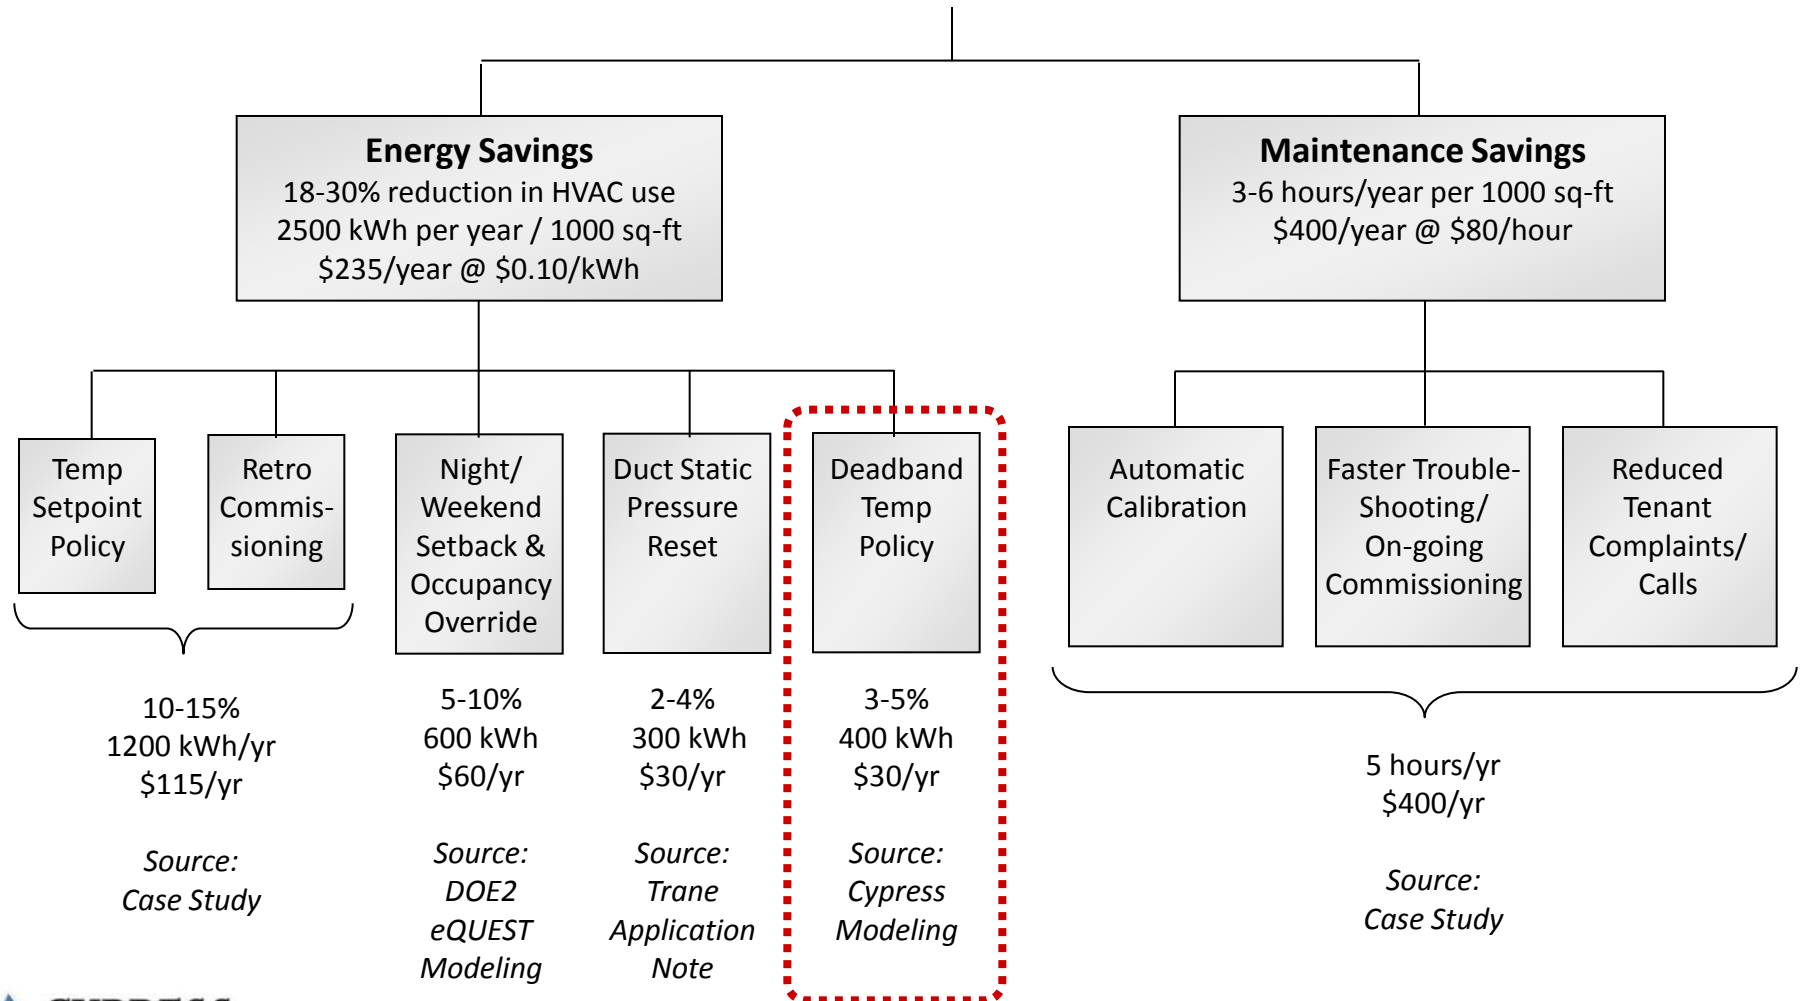 Energy Savings
18-30% reduction in HVAC use
2500 kWh per year / 1000 sq-ft
$235/year @ $0.10/kWh
Maintenance Savings
3-6 hours/year per 1000 sq-ft
$400/year @ $80/hour
Temp
Setpoint
Policy
Retro
Commis-
sioning
10-15%
1200 kWh/yr
$115/yr
Source:
Case Study
Night/
Weekend
Setback &
Occupancy
Override
5-10%
600 kWh
$60/yr
Source:
DOE2
eQUEST
Modeling
Duct Static
Pressure
Reset
2-4%
300 kWh
$30/yr
Source:
Trane
Application
Note
Deadband
Temp
Policy
3-5%
400 kWh
$30/yr
Source:
Cypress
Modeling
Automatic
Calibration
Faster Trouble-
Shooting/
On-going
Commissioning
Reduced
Tenant
Complaints/
Calls
5 hours/yr
$400/yr
Source:
Case Study